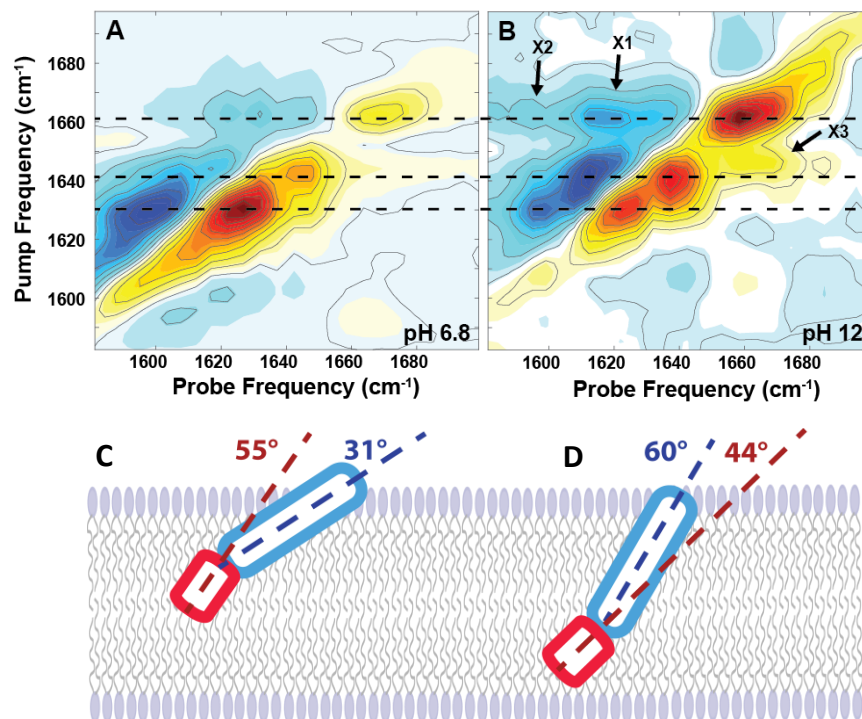 A
B
X2
X1
X3
Pump Frequency (cm⁻¹)
1680
1660
1640
1620
1600
pH 6.8
pH 12
1600 1620 1640 1660 1680
1600 1620 1640 1660 1680
Probe Frequency (cm⁻¹)
Probe Frequency (cm⁻¹)
C
55°
31°
D
60°
44°